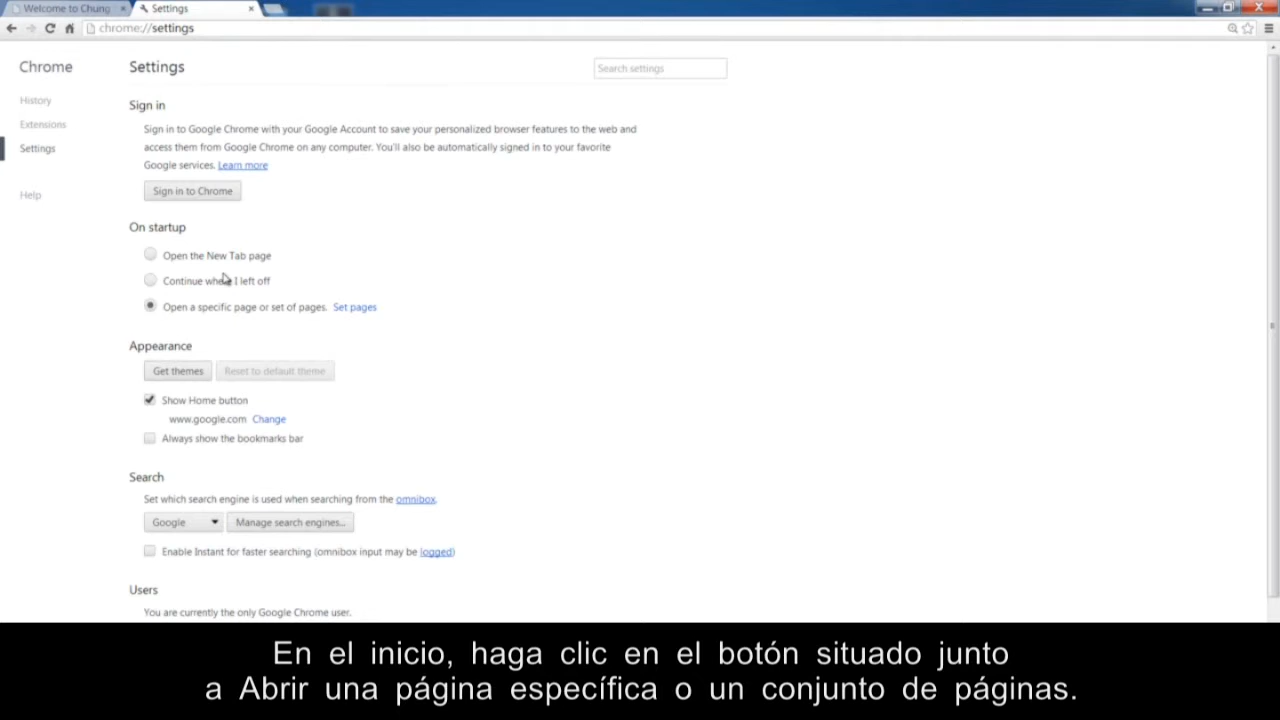 Welcome to Chung
Settings
chrome://settings
Chrome
Settings
Search settings
History
Extensions
Settings
Help
Sign in
Sign in to Google Chrome with your Google Account to save your personalized browser features to the web and
access them from Google Chrome on any computer. You'll also be automatically signed in to your favorite
Google services. Learn more
Sign in to Chrome
On startup
Open the New Tab page
Continue where I left off
Open a specific page or set of pages. Set pages
Appearance
Get themes Reset to default theme
Show Home button
www.google.com Change
Always show the bookmarks bar
Search
Set which search engine is used when searching from the omnibox.
Google Manage search engines...
Enable Instant for faster searching (omnibox input may be logged)
Users
You are currently the only Google Chrome user.
En el inicio, haga clic en el botón situado junto
a Abrir una página específica o un conjunto de páginas.